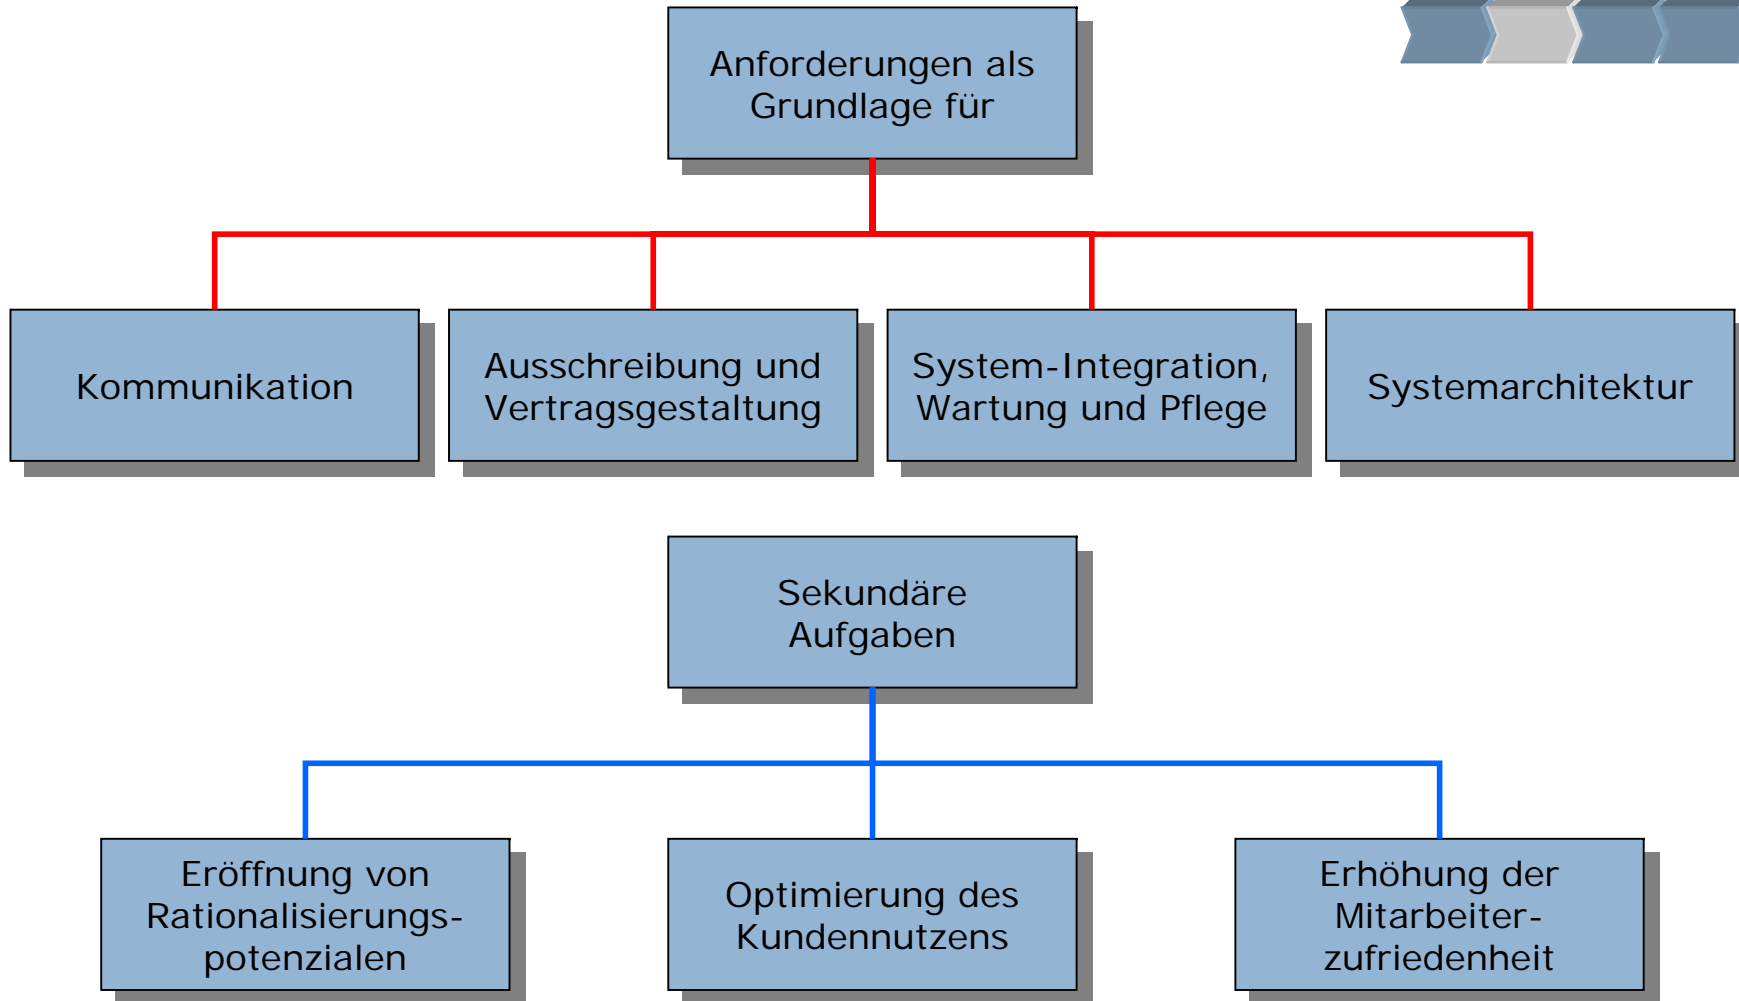 Anforderungen als
Grundlage für
Kommunikation
Ausschreibung und
Vertragsgestaltung
System-Integration,
Wartung und Pflege
Systemarchitektur
Sekundäre
Aufgaben
Eröffnung von
Rationalisierungs-
potenzialen
Optimierung des
Kundennutzens
Erhöhung der
Mitarbeiter-
zufriedenheit